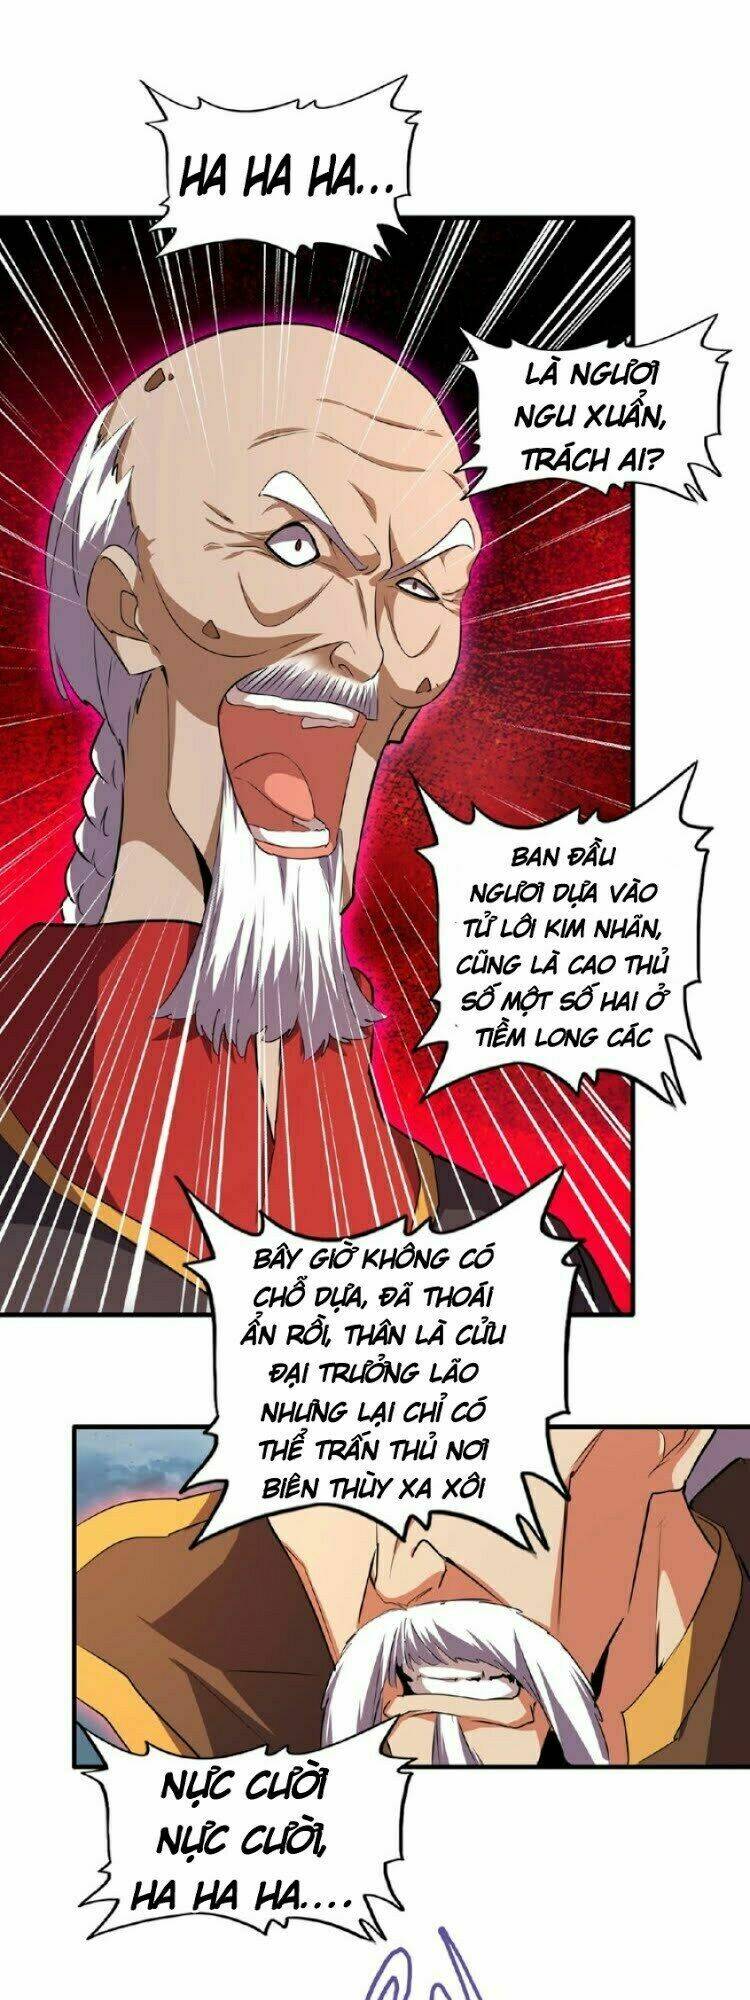 HA HA HA...
LÀ NGƯƠI
NGU XUẨN,
TRÁCH AI?
BAN ĐẦU
NGƯƠI DỰA VÀO
TỬ LÔI KIM NHÃN,
CŨNG LÀ CAO THỦ
SỐ MỘT SỐ HAI Ở
TIỀM LONG CÁC
BÂY GIỜ KHÔNG CÓ
CHỔ DỰA, ĐÃ THOÁI
ẨN RỒI, THÂN LÀ CỬU
ĐẠI TRƯỞNG LÃO
NHƯNG LẠI CHỈ CÓ
THỂ TRẤN THỦ NƠI
BIÊN THÙY XA XÔI
NỰC CƯỜI
NỰC CƯỜI,
HA HA HA....